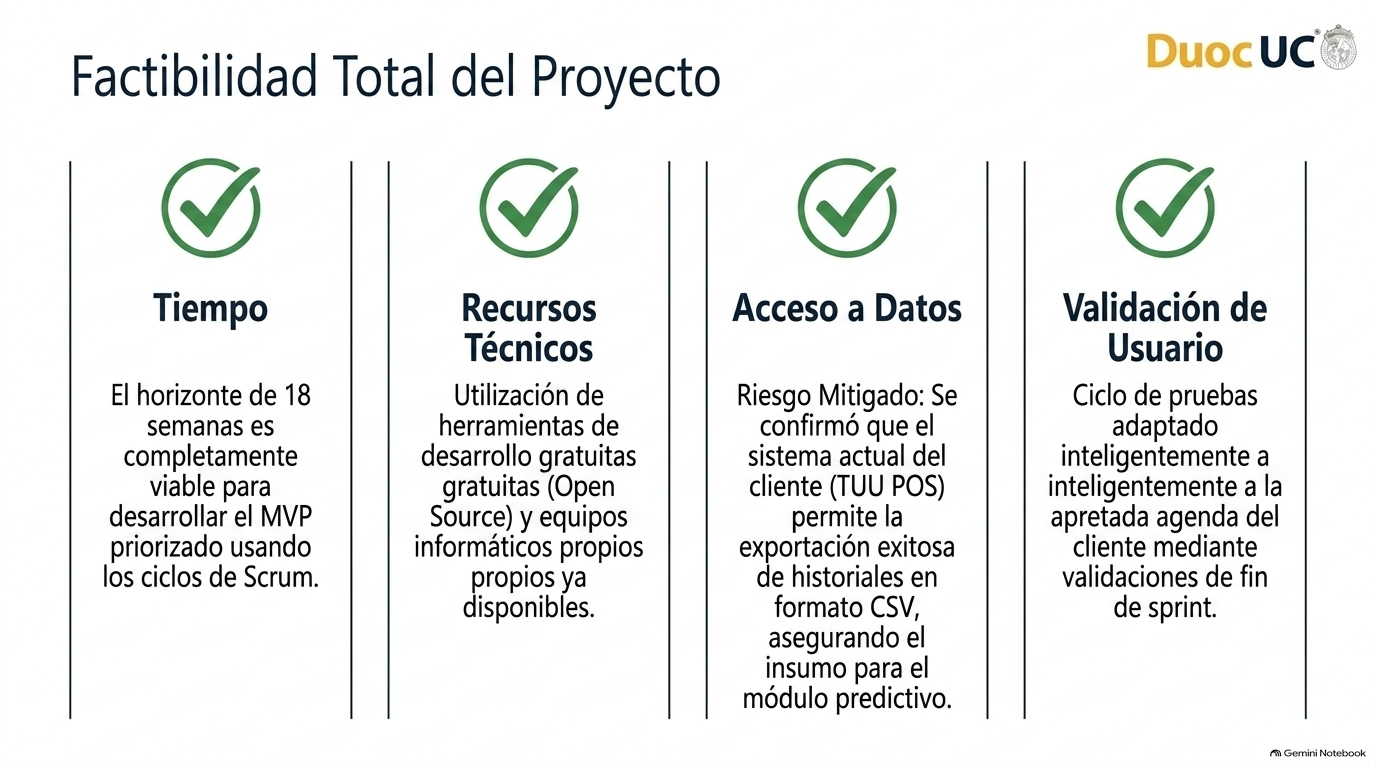 Factibilidad Total del Proyecto
Duoc UC
Tiempo
El horizonte de 18
semanas es
completamente
viable para
desarrollar el MVP
priorizado usando
los ciclos de Scrum.
Recursos
Técnicos
Utilización de
herramientas de
desarrollo gratuitas
gratuitas (Open
Source) y equipos
informáticos propios
propios ya
disponibles.
Acceso a Datos
Riesgo Mitigado: Se
confirmó que el
sistema actual del
cliente (TUU POS)
permite la
exportación exitosa
de historiales en
formato CSV,
asegurando el
insumo para el
módulo predictivo.
Validación de
Usuario
Ciclo de pruebas
adaptado
inteligentemente a
inteligentemente a la
apretada agenda del
cliente mediante
validaciones de fin
de sprint.
Gemini Notebook